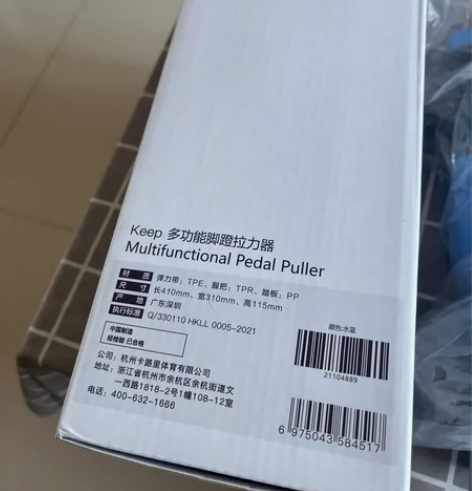 Keep 多功能脚蹬拉力器
Multifunctional Pedal Puller
材 质 弹力带：TPE、握把：TPR、踏板：PP
尺 寸 长410mm、宽310mm、高115mm
产 地 广东深圳
执行标准 Q/330110 HKLL 0005-2021
中国制造
经检验 已合格
颜色:水蓝
21104889
公司：杭州卡路里体育有限公司
地址：浙江省杭州市余杭区余杭街道文
一西路1818-2号1幢108-12室
电话：400-632-1666
6 975043 584517